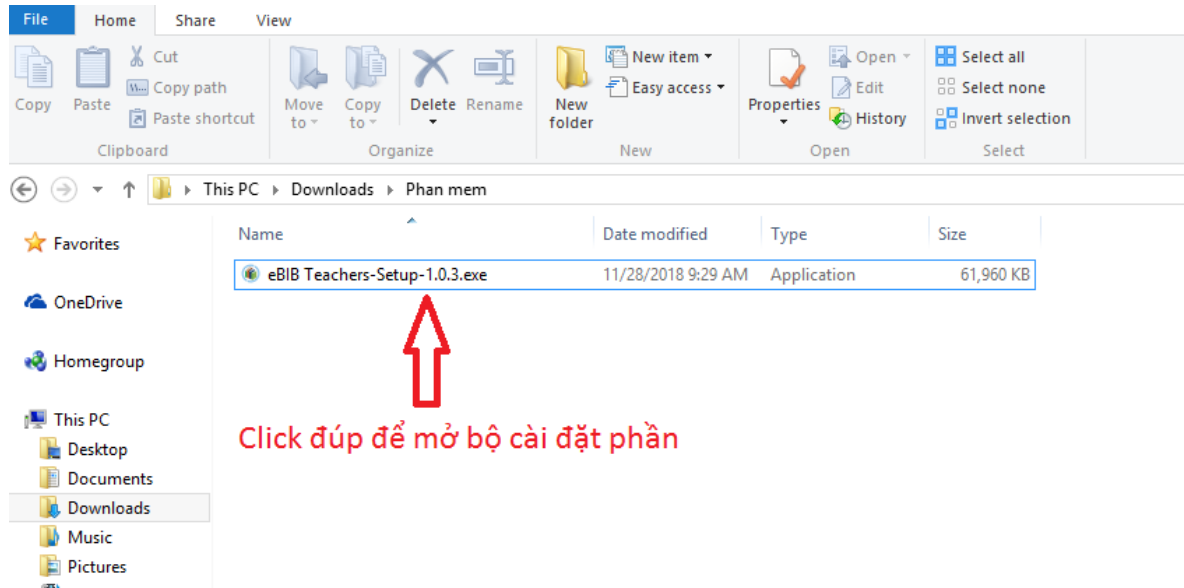 File Home Share View
Cut
Copy path
Paste shortcut
Copy Paste
Clipboard
Move to
Copy to
Delete Rename
Organize
New folder
New item
Easy access
New
Properties
Open
Edit
History
Open
Select all
Select none
Invert selection
Select
This PC Downloads Phan mem
Name Date modified Type Size
eBIB Teachers-Setup-1.0.3.exe 11/28/2018 9:29 AM Application 61,960 KB
Click đúp để mở bộ cài đặt phần
Favorites
OneDrive
Homegroup
This PC
Desktop
Documents
Downloads
Music
Pictures